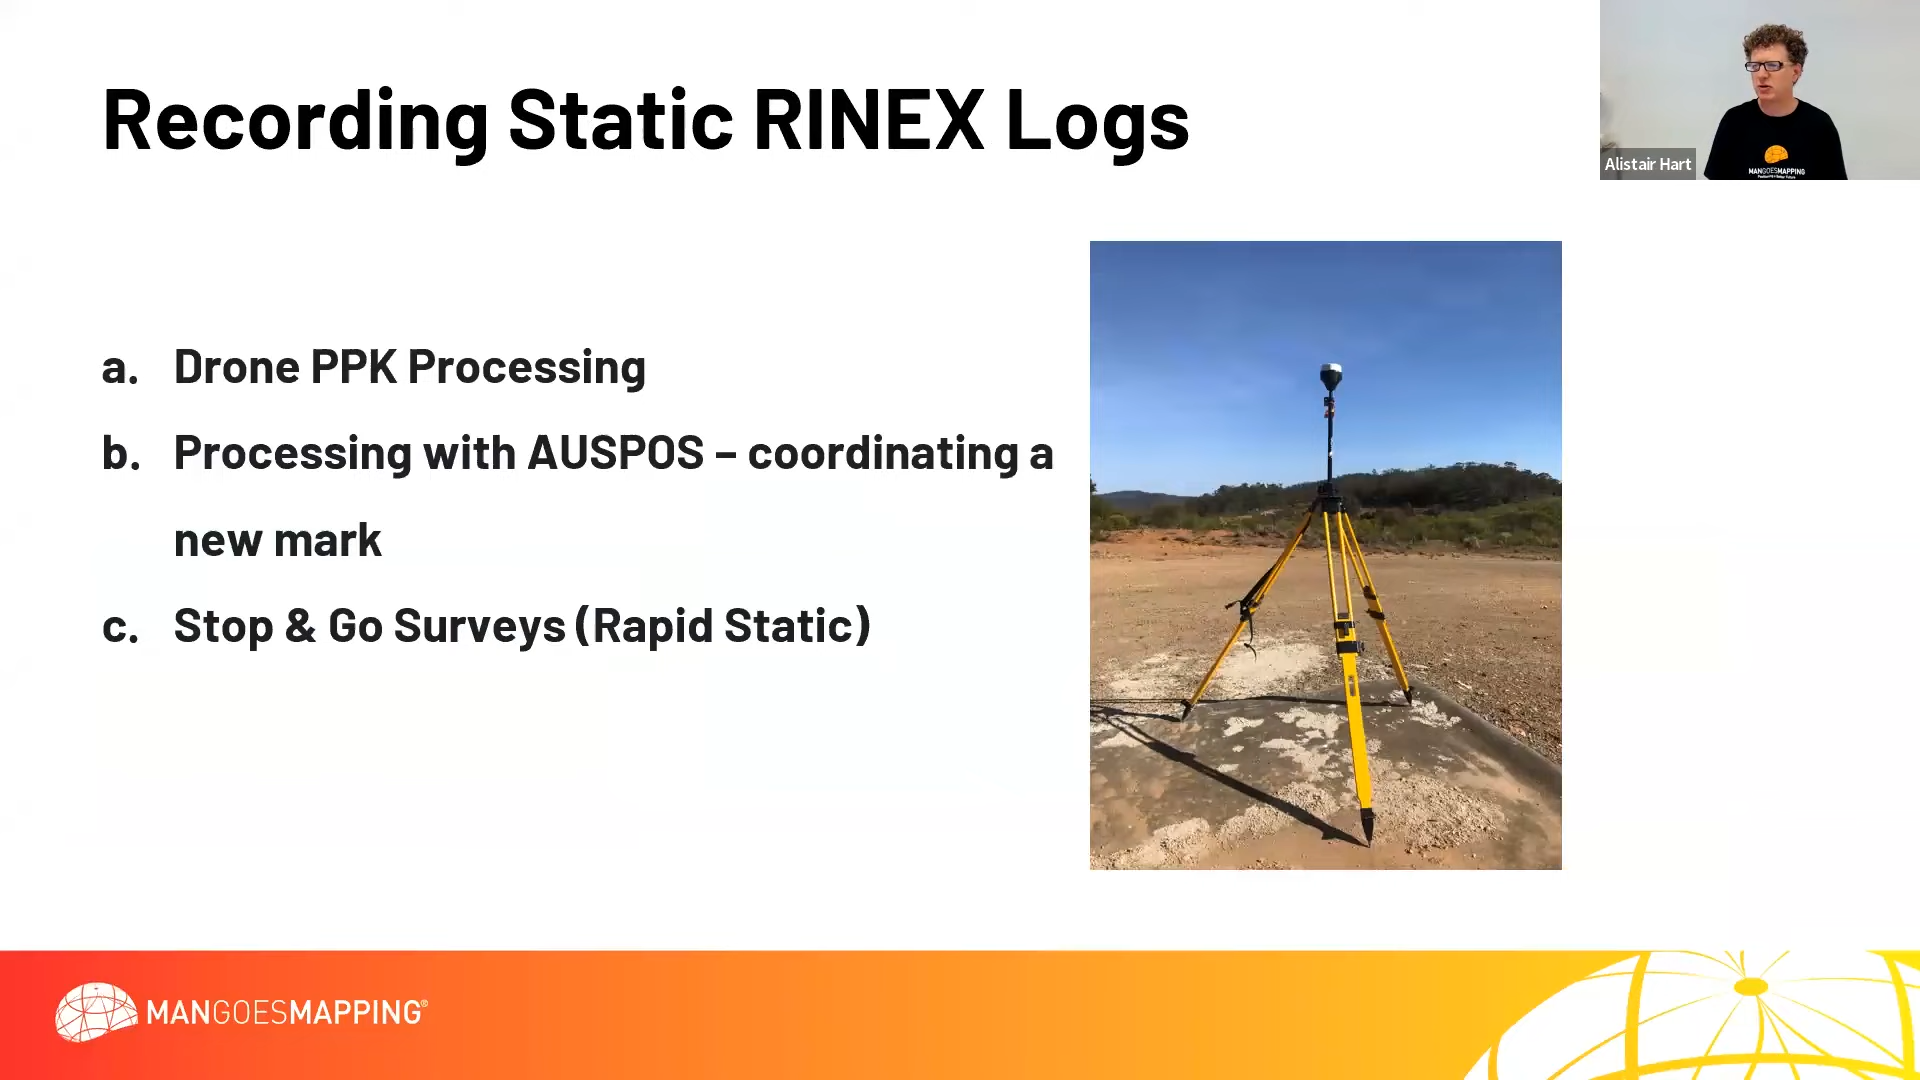 Recording Static RINEX Logs
Alistair Hart
MANGOESMAPPING
a. Drone PPK Processing
b. Processing with AUSPOS – coordinating a
new mark
c. Stop & Go Surveys (Rapid Static)
MANGOESMAPPING®